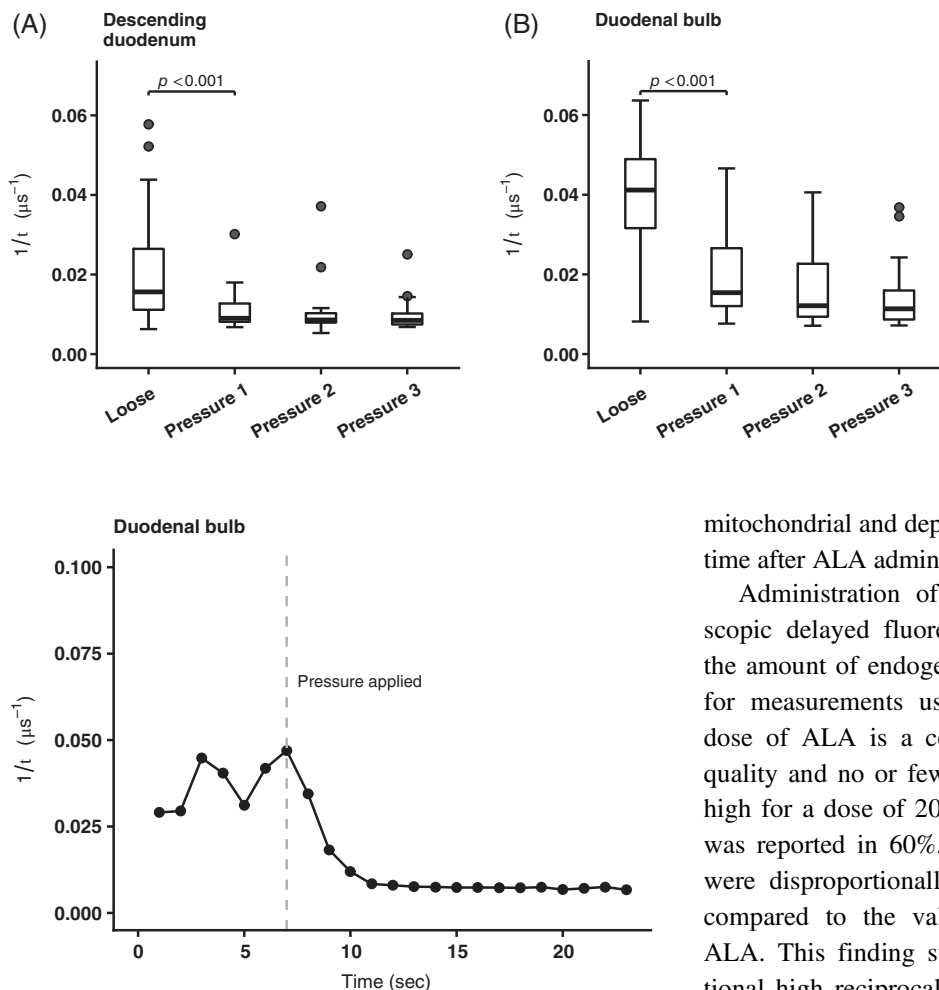 (A)
Descending
duodenum
p <0.001
0.06
0.04
0.02
0.00
1/t (μs⁻¹)
Loose
Pressure 1
Pressure 2
Pressure 3
(B)
Duodenal bulb
p <0.001
0.06
0.04
0.02
0.00
1/t (μs⁻¹)
Loose
Pressure 1
Pressure 2
Pressure 3
Duodenal bulb
0.100
0.075
0.050
0.025
0.000
1/t (μs⁻¹)
Pressure applied
0 5 10 15 20
Time (sec)
mitochondrial and dep
time after ALA admin
Administration of
scopic delayed fluore
the amount of endoge
for measurements us
dose of ALA is a co
quality and no or few
high for a dose of 20
was reported in 60%.
were disproportionall
compared to the val
ALA. This finding su